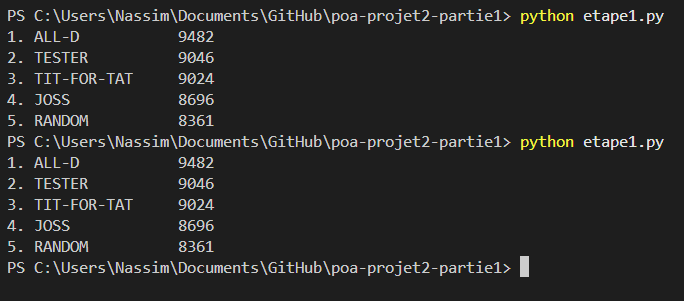 PS C:\Users\Nassim\Documents\GitHub\poa-projet2-partie1> python etape1.py
1. ALL-D 9482
2. TESTER 9046
3. TIT-FOR-TAT 9024
4. JOSS 8696
5. RANDOM 8361
PS C:\Users\Nassim\Documents\GitHub\poa-projet2-partie1> python etape1.py
1. ALL-D 9482
2. TESTER 9046
3. TIT-FOR-TAT 9024
4. JOSS 8696
5. RANDOM 8361
PS C:\Users\Nassim\Documents\GitHub\poa-projet2-partie1>